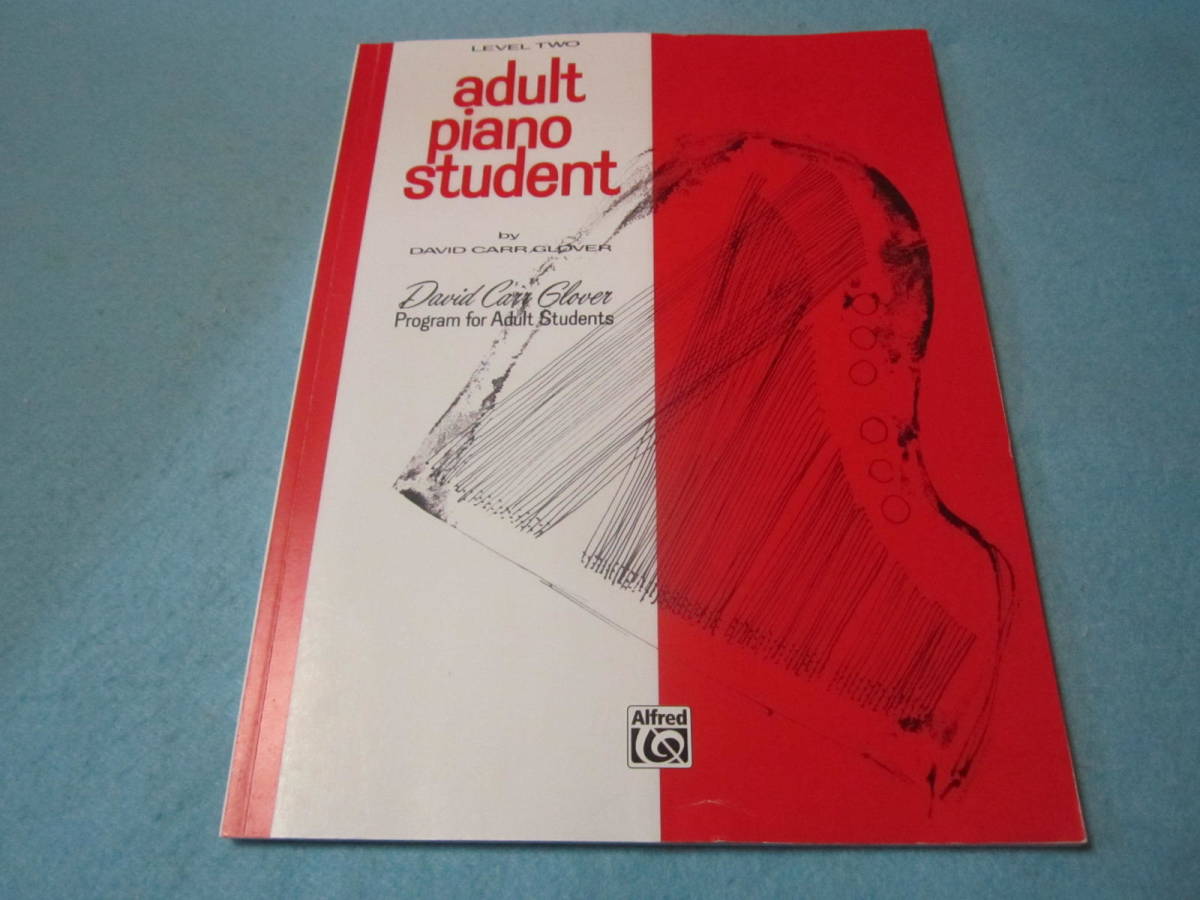 LEVEL TWO
adult
piano
student
by
DAVID CARR GLOVER
David Carr Glover
Program for Adult Students
Alfred